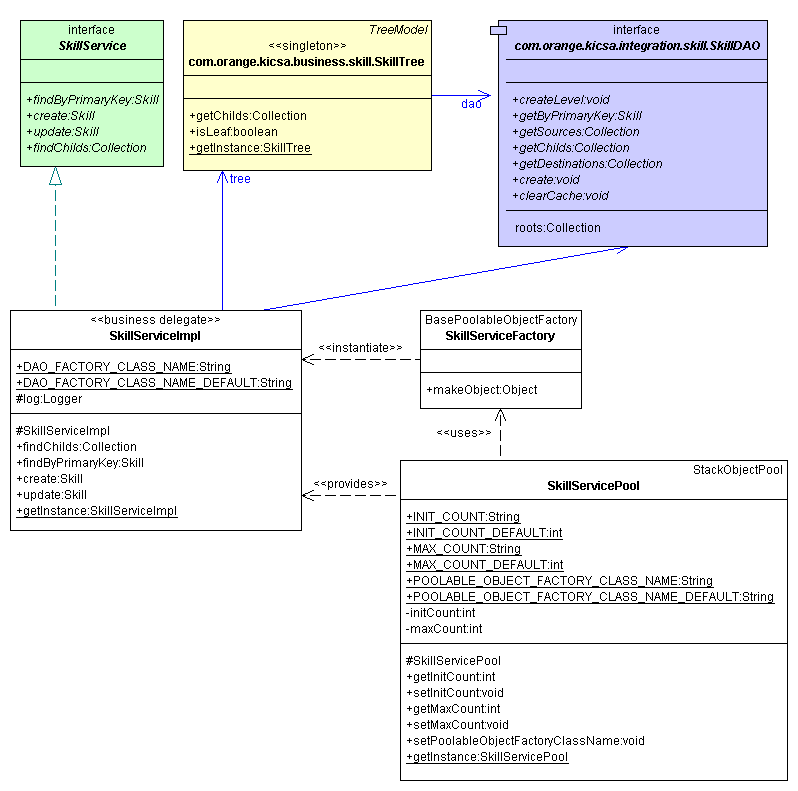 interface
SkillService
+findByPrimaryKey:Skill
+create:Skill
+update:Skill
+findChilds:Collection
TreeModel
<<singleton>>
com.orange.kicsa.business.skill.SkillTree
+getChilds:Collection
+isLeaf:boolean
+getInstance:SkillTree
dao
interface
com.orange.kicsa.integration.skill.SkillDAO
+createLevel:void
+getByPrimaryKey:Skill
+getSources:Collection
+getChilds:Collection
+getDestinations:Collection
+create:void
+clearCache:void
roots:Collection
tree
<<business delegate>>
SkillServiceImpl
+DAO_FACTORY_CLASS_NAME:String
+DAO_FACTORY_CLASS_NAME_DEFAULT:String
#log:Logger
#SkillServiceImpl
+findChilds:Collection
+findByPrimaryKey:Skill
+create:Skill
+update:Skill
+getInstance:SkillServiceImpl
<<instantiate>>
BasePoolableObjectFactory
SkillServiceFactory
+makeObject:Object
<<uses>>
<<provides>>
StackObjectPool
SkillServicePool
+INIT_COUNT:String
+INIT_COUNT_DEFAULT:int
+MAX_COUNT:String
+MAX_COUNT_DEFAULT:int
+POOLABLE_OBJECT_FACTORY_CLASS_NAME:String
+POOLABLE_OBJECT_FACTORY_CLASS_NAME_DEFAULT:String
-initCount:int
-maxCount:int
#SkillServicePool
+getInitCount:int
+setInitCount:void
+getMaxCount:int
+setMaxCount:void
+setPoolableObjectFactoryClassName:void
+getInstance:SkillServicePool